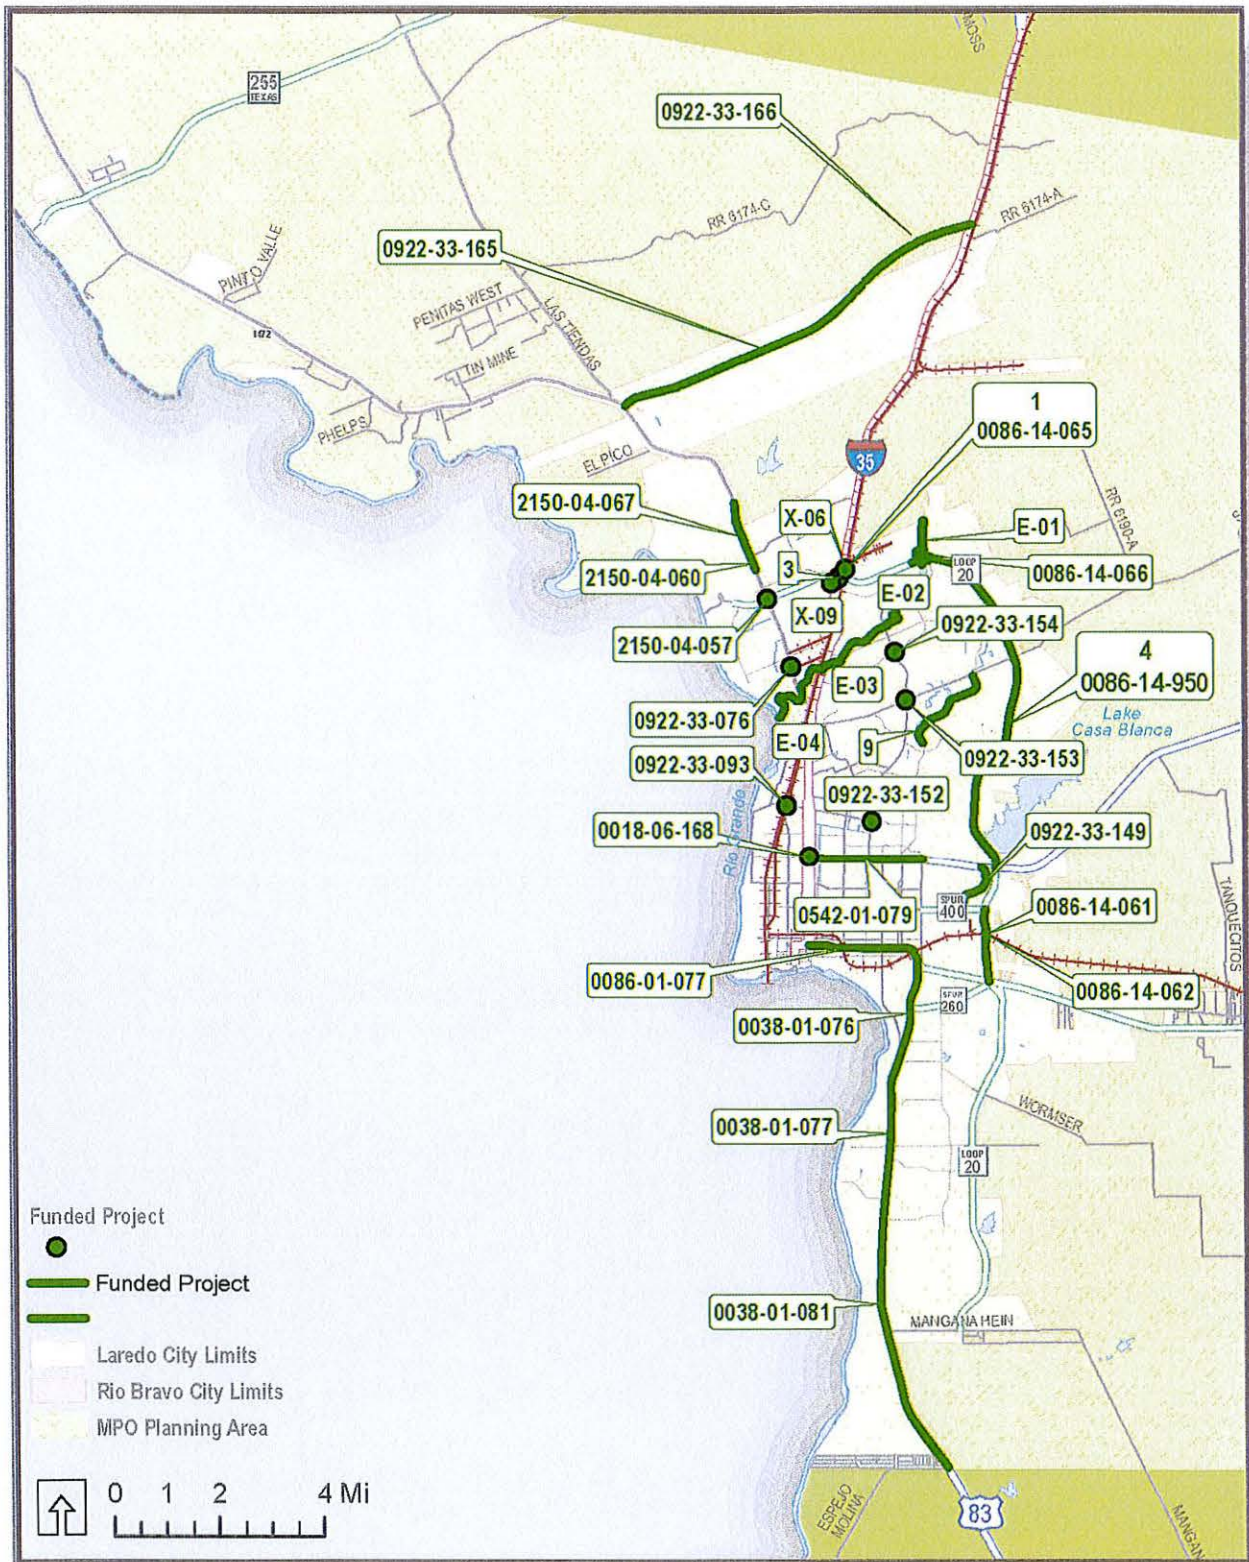 MOSS
255
TEXAS
0922-33-166
RR 6174-C
RR 6174-A
0922-33-165
PINTO VALLE
PENITAS WEST
LAS TIENDAS
1472
TIN MINE
PHELPS
EL PICO
1
0086-14-065
35
RR 6190-A
2150-04-067
X-06
E-01
3
LOOP
20
0086-14-066
2150-04-060
E-02
X-09
0922-33-154
2150-04-057
4
0086-14-950
E-03
Lake
Casa Blanca
0922-33-076
E-04
9
0922-33-153
0922-33-093
0922-33-152
Rio Grande
0018-06-168
0922-33-149
TANQUECITOS
0542-01-079
SPUR
400
0086-14-061
0086-01-077
0086-14-062
SPUR
260
0038-01-076
WORMSER
0038-01-077
LOOP
20
Funded Project
Funded Project
0038-01-081
MANGANA HEIN
Laredo City Limits
Rio Bravo City Limits
MPO Planning Area
0 1 2 4 Mi
ESPEJO
MOLINA
83
MANGAN